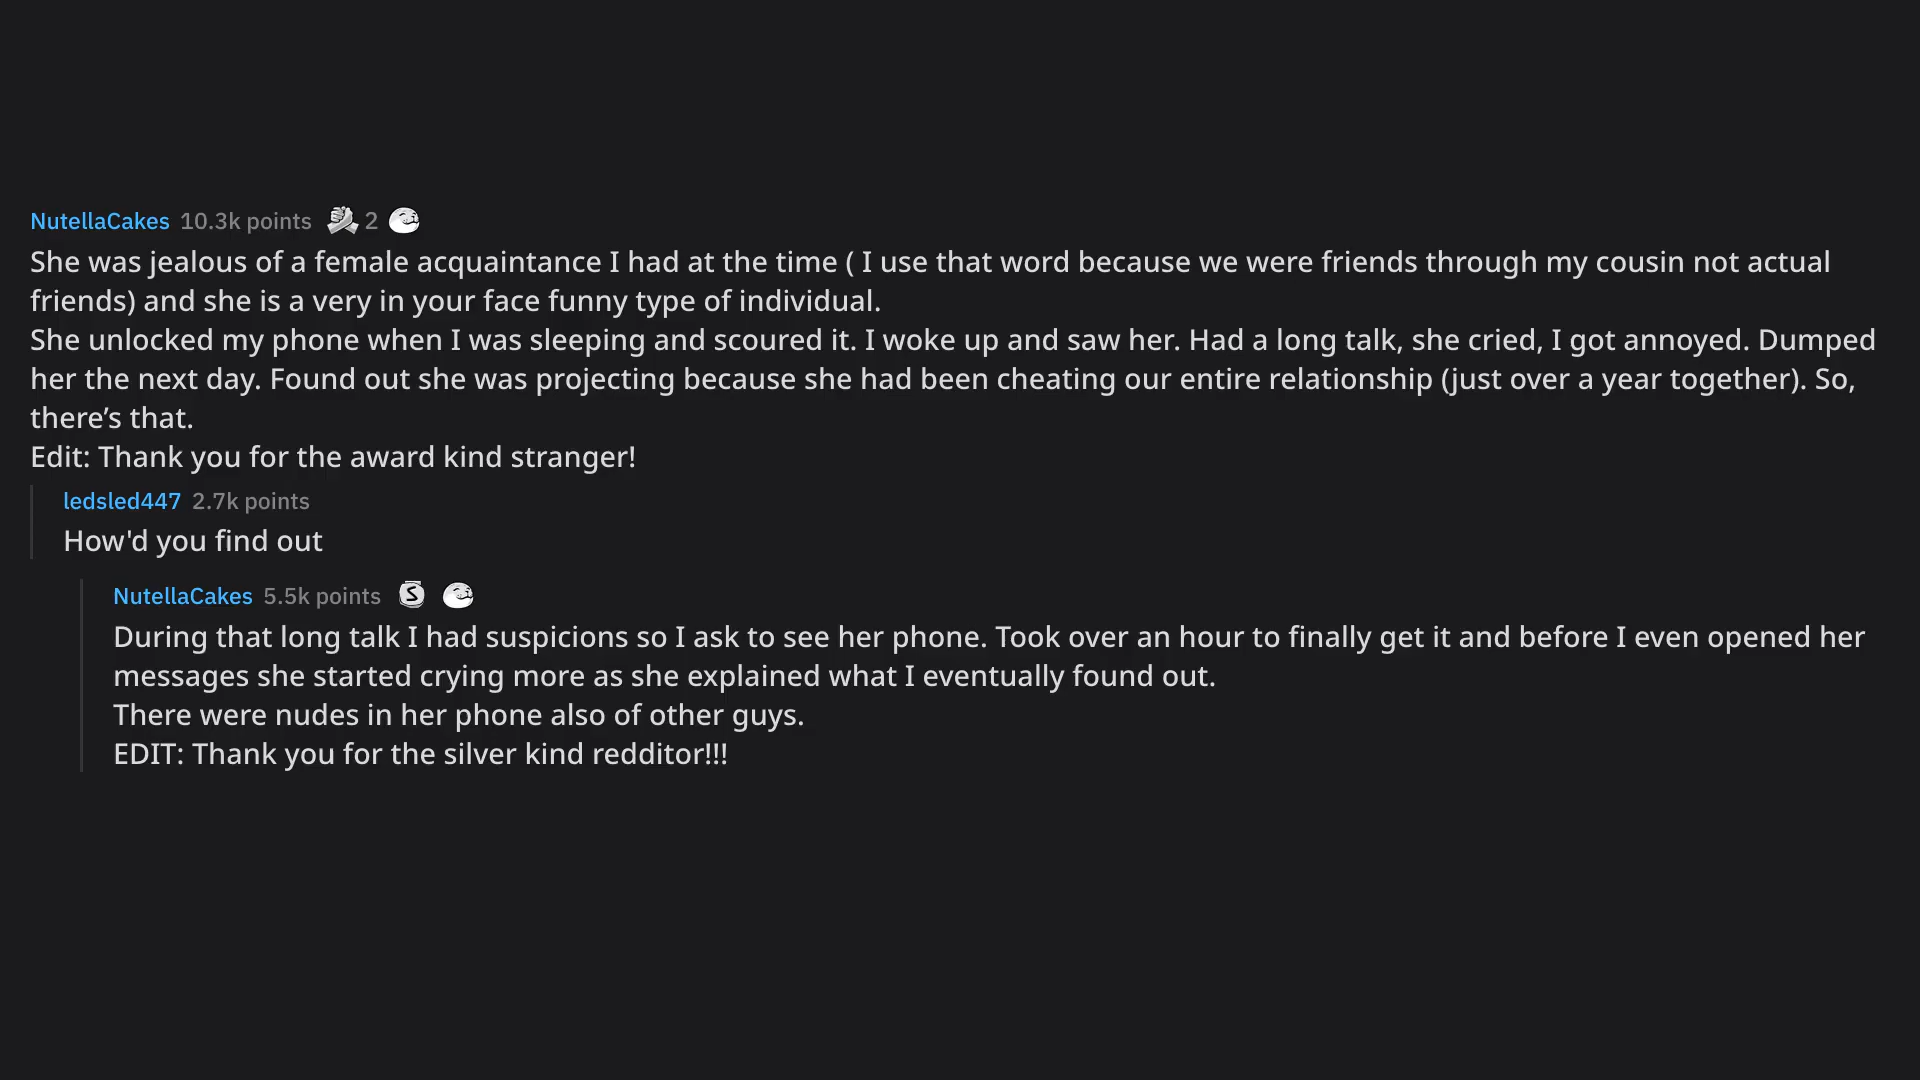 NutellaCakes 10.3k points 2
She was jealous of a female acquaintance I had at the time ( I use that word because we were friends through my cousin not actual
friends) and she is a very in your face funny type of individual.
She unlocked my phone when I was sleeping and scoured it. I woke up and saw her. Had a long talk, she cried, I got annoyed. Dumped
her the next day. Found out she was projecting because she had been cheating our entire relationship (just over a year together). So,
there’s that.
Edit: Thank you for the award kind stranger!
ledsled447 2.7k points
How'd you find out
NutellaCakes 5.5k points S
During that long talk I had suspicions so I ask to see her phone. Took over an hour to finally get it and before I even opened her
messages she started crying more as she explained what I eventually found out.
There were nudes in her phone also of other guys.
EDIT: Thank you for the silver kind redditor!!!